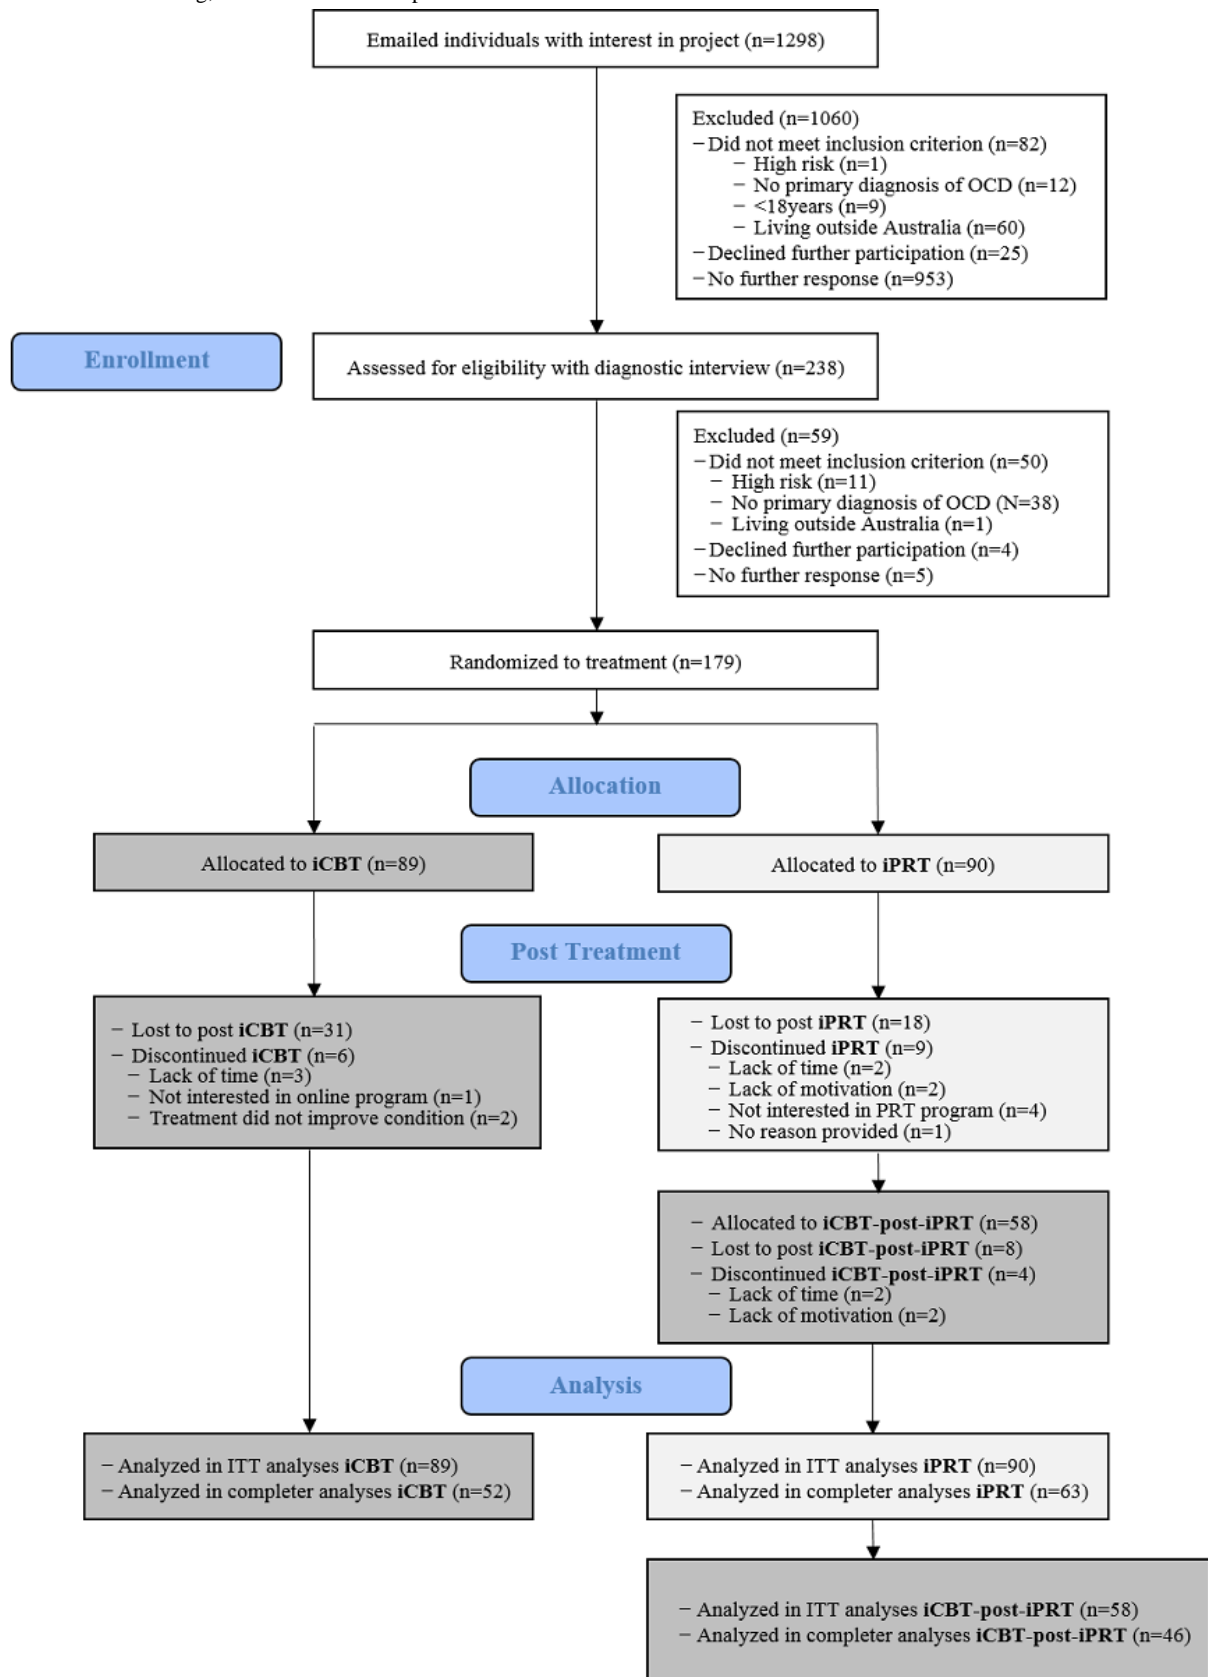 Emailed individuals with interest in project (n=1298)
Excluded (n=1060)
−Did not meet inclusion criterion (n=82)
− High risk (n=1)
− No primary diagnosis of OCD (n=12)
− <18years (n=9)
− Living outside Australia (n=60)
−Declined further participation (n=25)
−No further response (n=953)
Enrollment
Assessed for eligibility with diagnostic interview (n=238)
Excluded (n=59)
−Did not meet inclusion criterion (n=50)
− High risk (n=11)
− No primary diagnosis of OCD (N=38)
− Living outside Australia (n=1)
−Declined further participation (n=4)
−No further response (n=5)
Randomized to treatment (n=179)
Allocation
Allocated to iCBT (n=89)
Allocated to iPRT (n=90)
Post Treatment
− Lost to post iCBT (n=31)
− Discontinued iCBT (n=6)
− Lack of time (n=3)
− Not interested in online program (n=1)
− Treatment did not improve condition (n=2)
− Lost to post iPRT (n=18)
− Discontinued iPRT (n=9)
− Lack of time (n=2)
− Lack of motivation (n=2)
− Not interested in PRT program (n=4)
− No reason provided (n=1)
− Allocated to iCBT-post-iPRT (n=58)
− Lost to post iCBT-post-iPRT (n=8)
− Discontinued iCBT-post-iPRT (n=4)
− Lack of time (n=2)
− Lack of motivation (n=2)
Analysis
− Analyzed in ITT analyses iCBT (n=89)
− Analyzed in completer analyses iCBT (n=52)
− Analyzed in ITT analyses iPRT (n=90)
− Analyzed in completer analyses iPRT (n=63)
− Analyzed in ITT analyses iCBT-post-iPRT (n=58)
− Analyzed in completer analyses iCBT-post-iPRT (n=46)